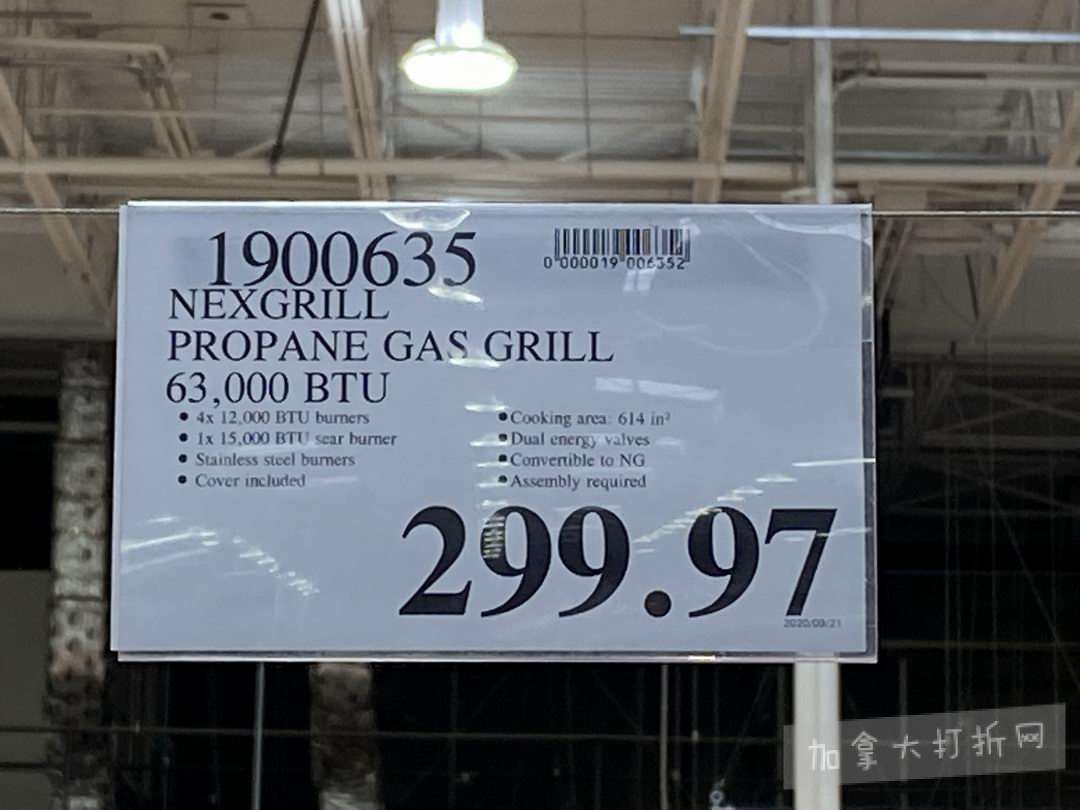 1900635
0 000019 006352
NEXGRILL
PROPANE GAS GRILL
63,000 BTU
• 4x 12,000 BTU burners
• 1x 15,000 BTU sear burner
• Stainless steel burners
• Cover included
• Cooking area: 614 in²
• Dual energy valves
• Convertible to NG
• Assembly required
299.97
2020/09/21
加拿大打折网